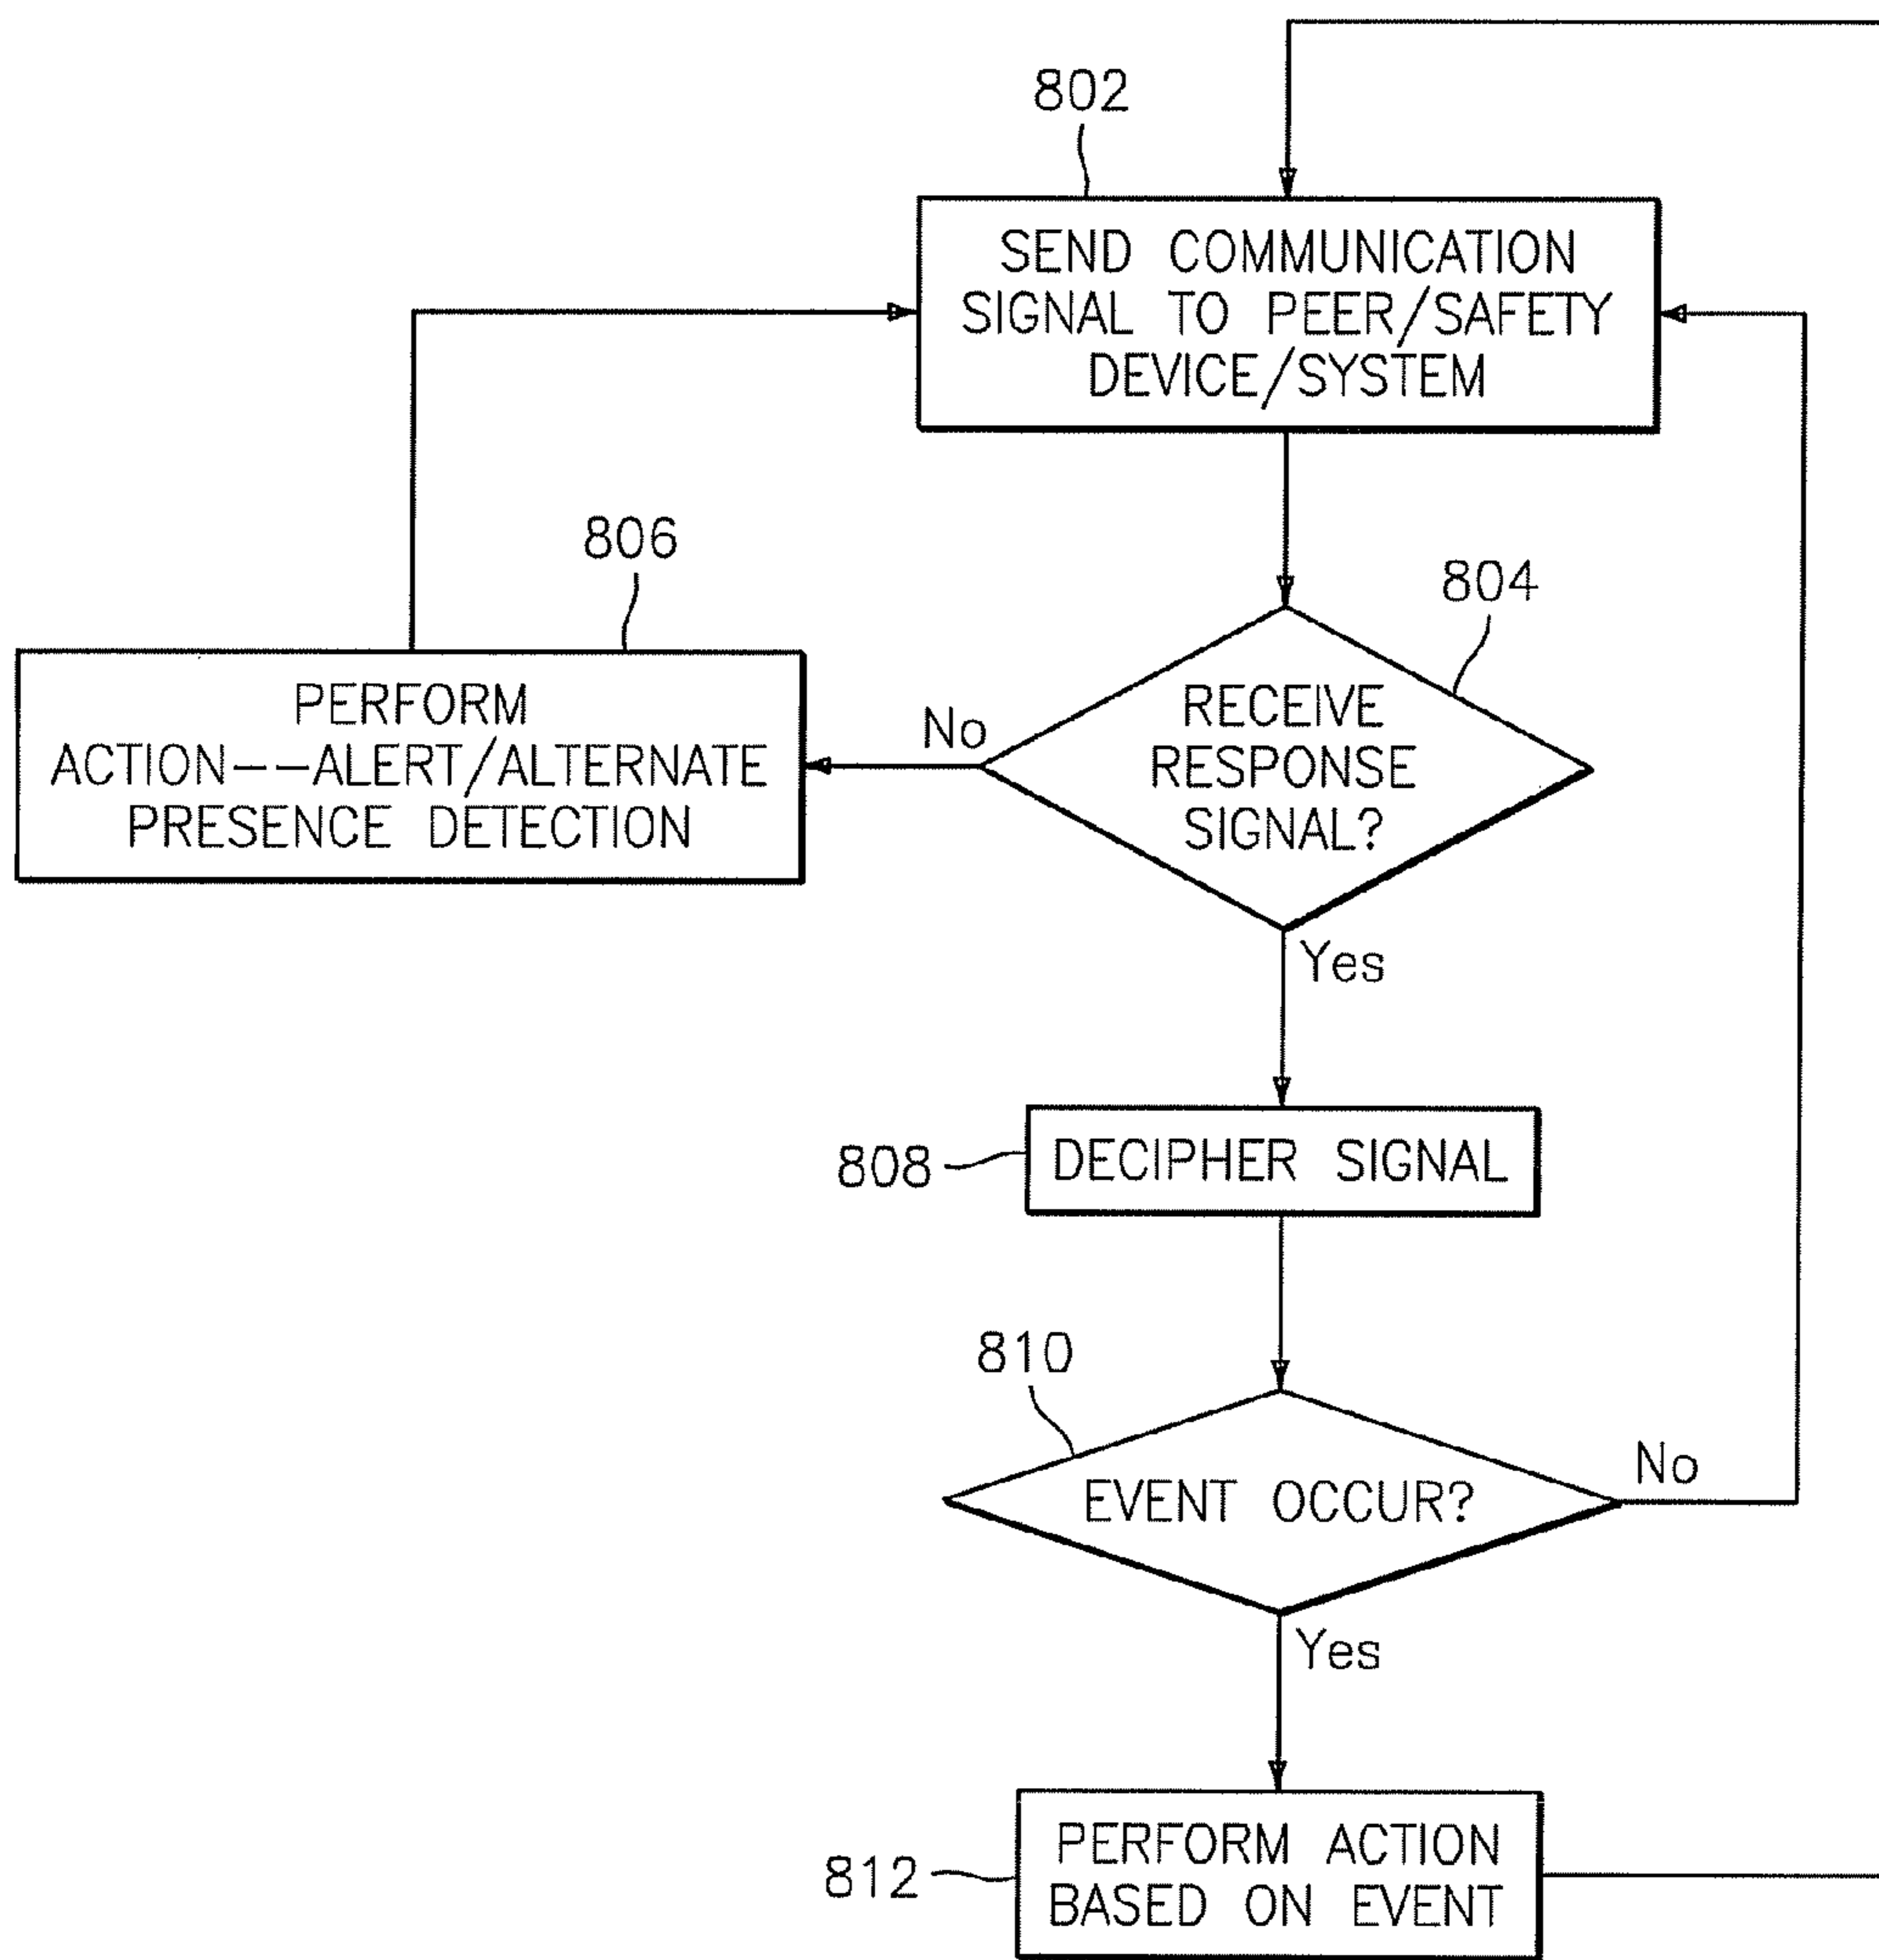 802
SEND COMMUNICATION
SIGNAL TO PEER/SAFETY
DEVICE/SYSTEM
806
804
PERFORM
ACTION--ALERT/ALTERNATE
PRESENCE DETECTION
No
RECEIVE
RESPONSE
SIGNAL?
Yes
808
DECIPHER SIGNAL
810
EVENT OCCUR?
No
Yes
812
PERFORM ACTION
BASED ON EVENT